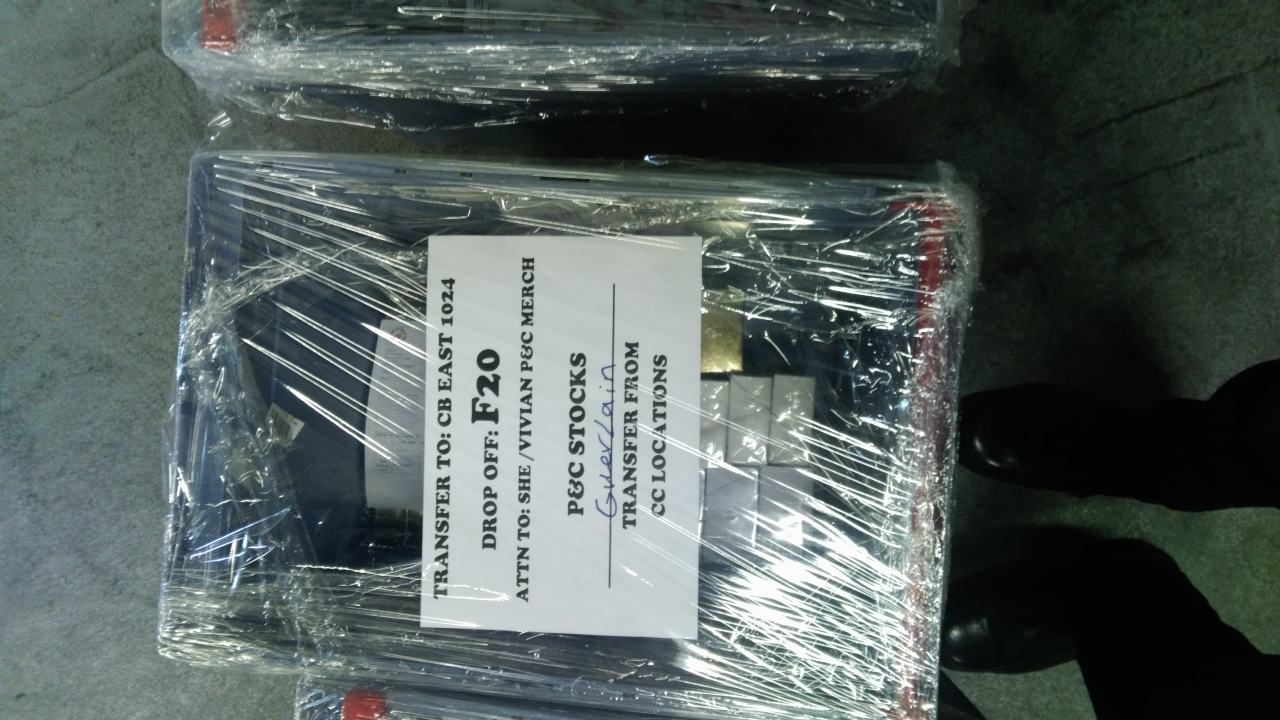 TRANSFER TO: CB EAST 1024
DROP OFF: F20
ATTN TO: SHE /VIVIAN P&C MERCH
P&C STOCKS
Guerlain
TRANSFER FROM
CC LOCATIONS